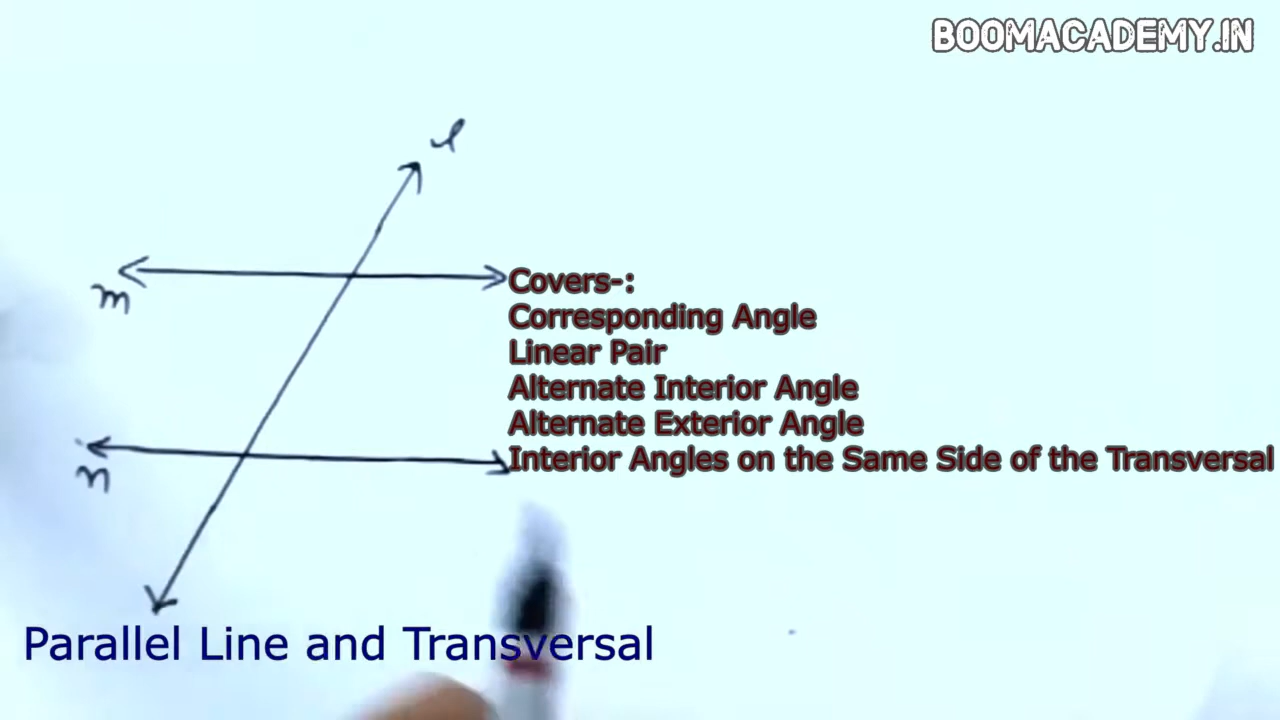 BOOMACADEMY.IN
l
m
Covers-:
Corresponding Angle
Linear Pair
Alternate Interior Angle
Alternate Exterior Angle
Interior Angles on the Same Side of the Transversal
n
Parallel Line and Transversal